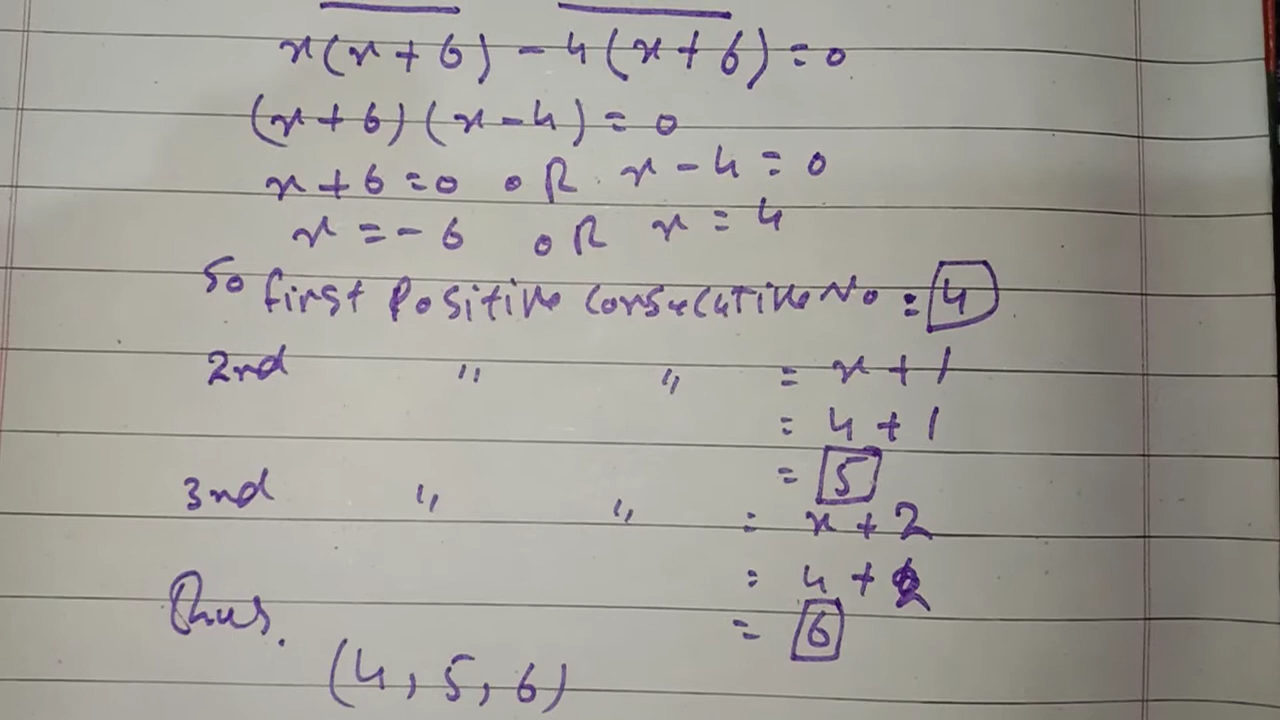 x(x+6) - 4(x+6) = 0
(x+6)(x-4) = 0
x+6=0 oR x-4=0
x=-6 oR x=4
So first Positive Consecutive No = 4
2nd " " = x+1
= 4+1
= 5
3nd " " = x+2
= 4+2
= 6
Thus.
(4, 5, 6)